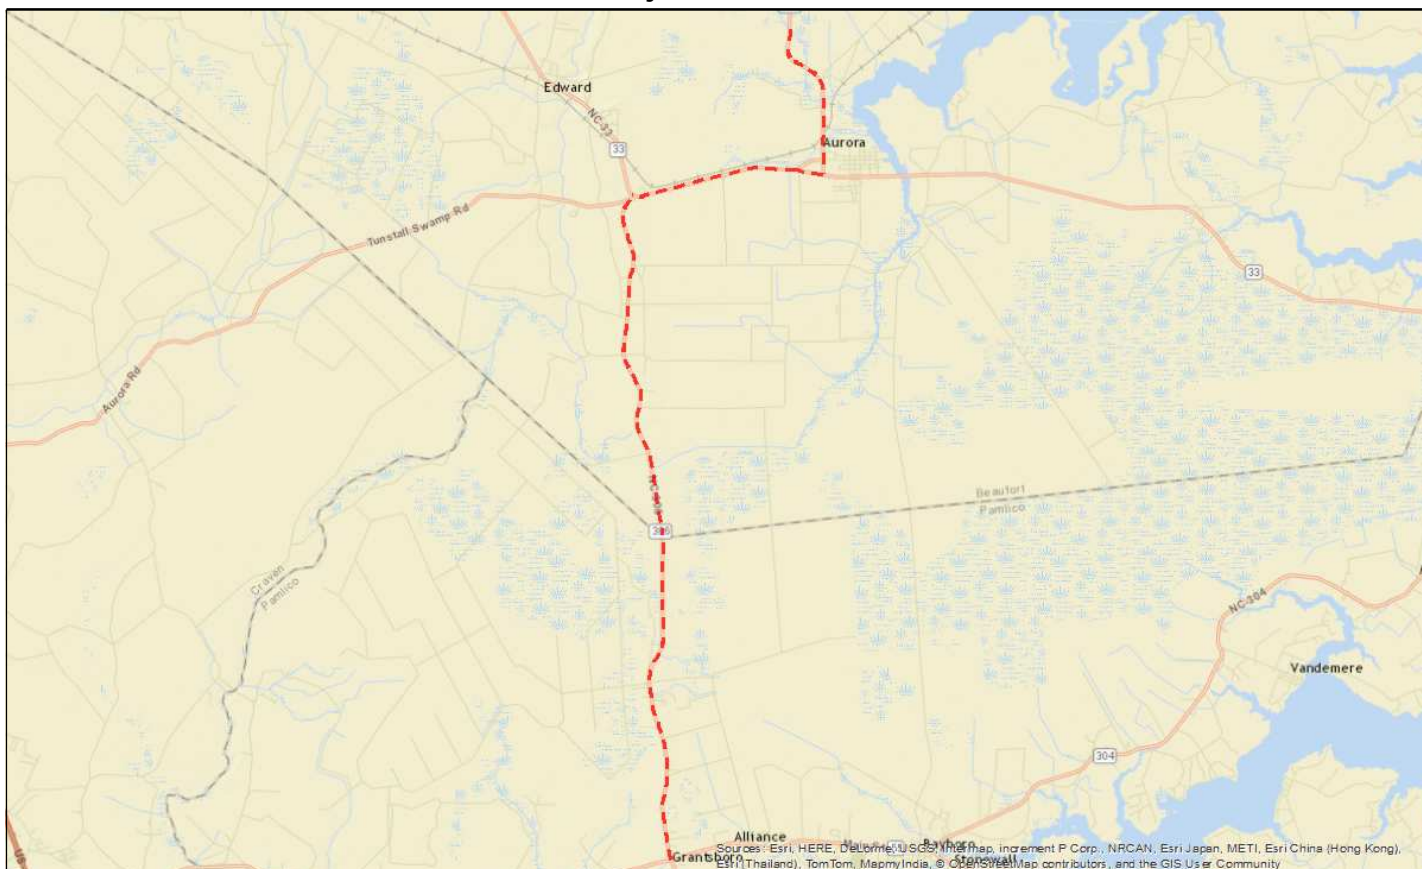 Edward
NC-33
33
Aurora
Tunstall Swamp Rd
33
Aurora Rd
Beaufort
Pamlico
306
Craven
Pamlico
NC-304
Vandemere
304
Alliance
Bayboro
Grantsboro
Stonewall
US
Sources: Esri, HERE, DeLorme, USGS, Intermap, increment P Corp., NRCAN, Esri Japan, METI, Esri China (Hong Kong),
Esri (Thailand), TomTom, MapmyIndia, © OpenStreetMap contributors, and the GIS User Community